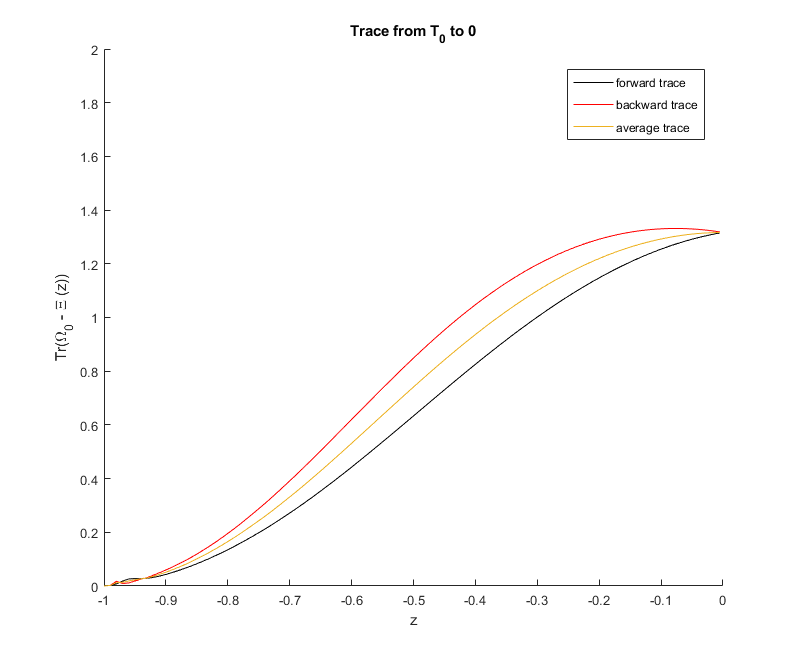 Trace from T₀ to 0
forward trace
backward trace
average trace
2
1.8
1.6
1.4
1.2
1
0.8
0.6
0.4
0.2
0
Tr(Ω₀ - Ξ (z))
-1 -0.9 -0.8 -0.7 -0.6 -0.5 -0.4 -0.3 -0.2 -0.1 0
z